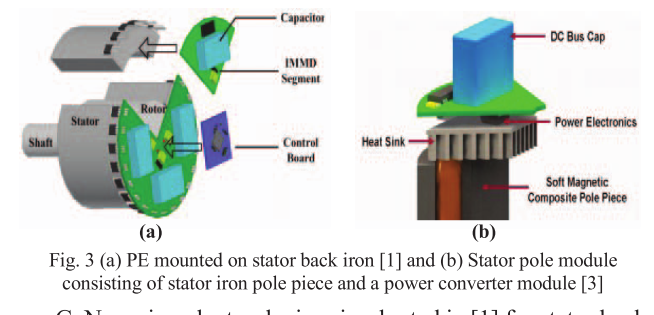 Capacitor
IMMD
Segment
Rotor
Stator
Shaft
Control
Board
(a)
DC Bus Cap
Power Electronics
Heat Sink
Soft Magnetic
Composite Pole Piece
(b)
Fig. 3 (a) PE mounted on stator back iron [1] and (b) Stator pole module
consisting of stator iron pole piece and a power converter module [3]